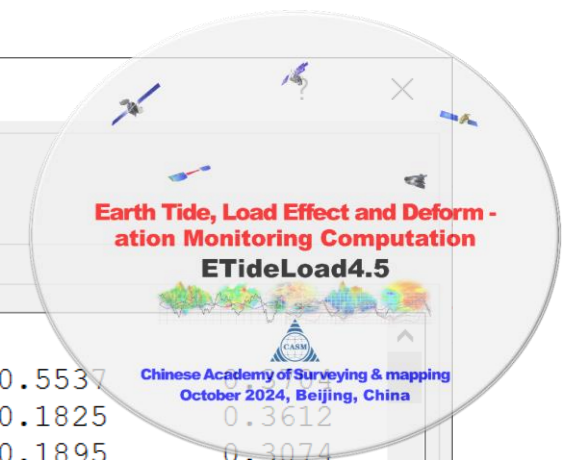 Earth Tide, Load Effect and Deform -
ation Monitoring Computation
ETideLoad4.5
CASM
Chinese Academy of Surveying & mapping
October 2024, Beijing, China
0.5537
0.1825 0.3612
0.1895 0.3074